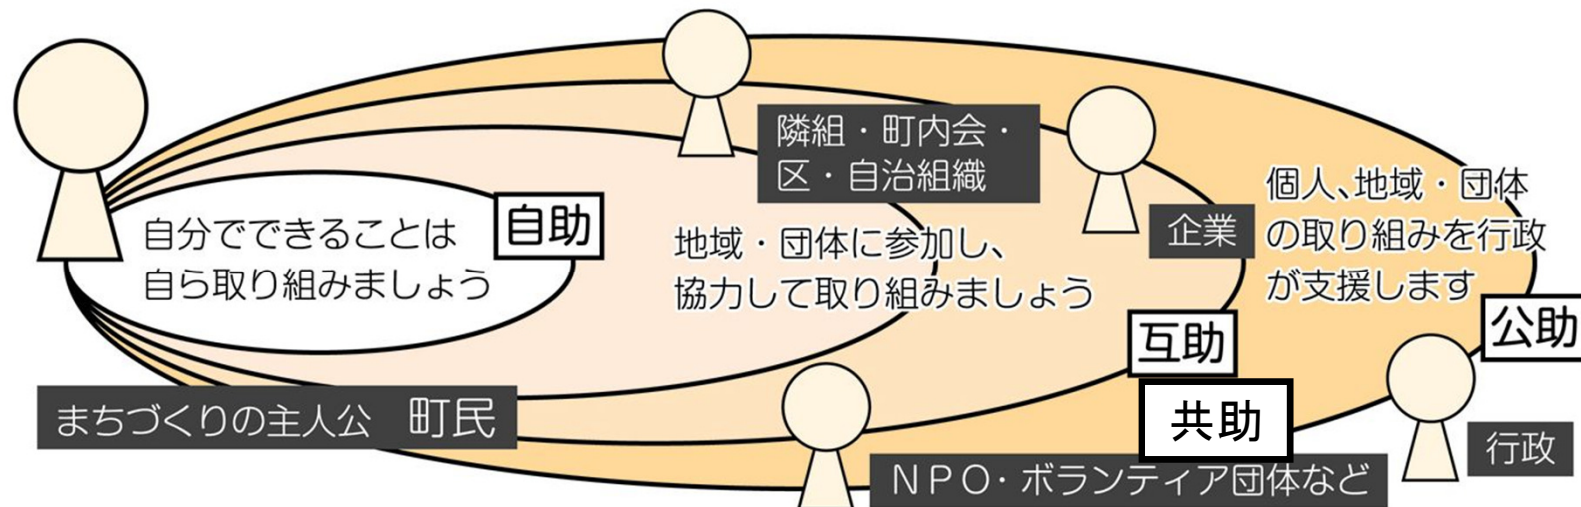 隣組・町内会・
区・自治組織
自分でできることは
自ら取り組みましょう
自助
地域・団体に参加し、
協力して取り組みましょう
企業
個人、地域・団体
の取り組みを行政
が支援します
互助
共助
公助
まちづくりの主人公　町民
ＮＰＯ・ボランティア団体など
行政